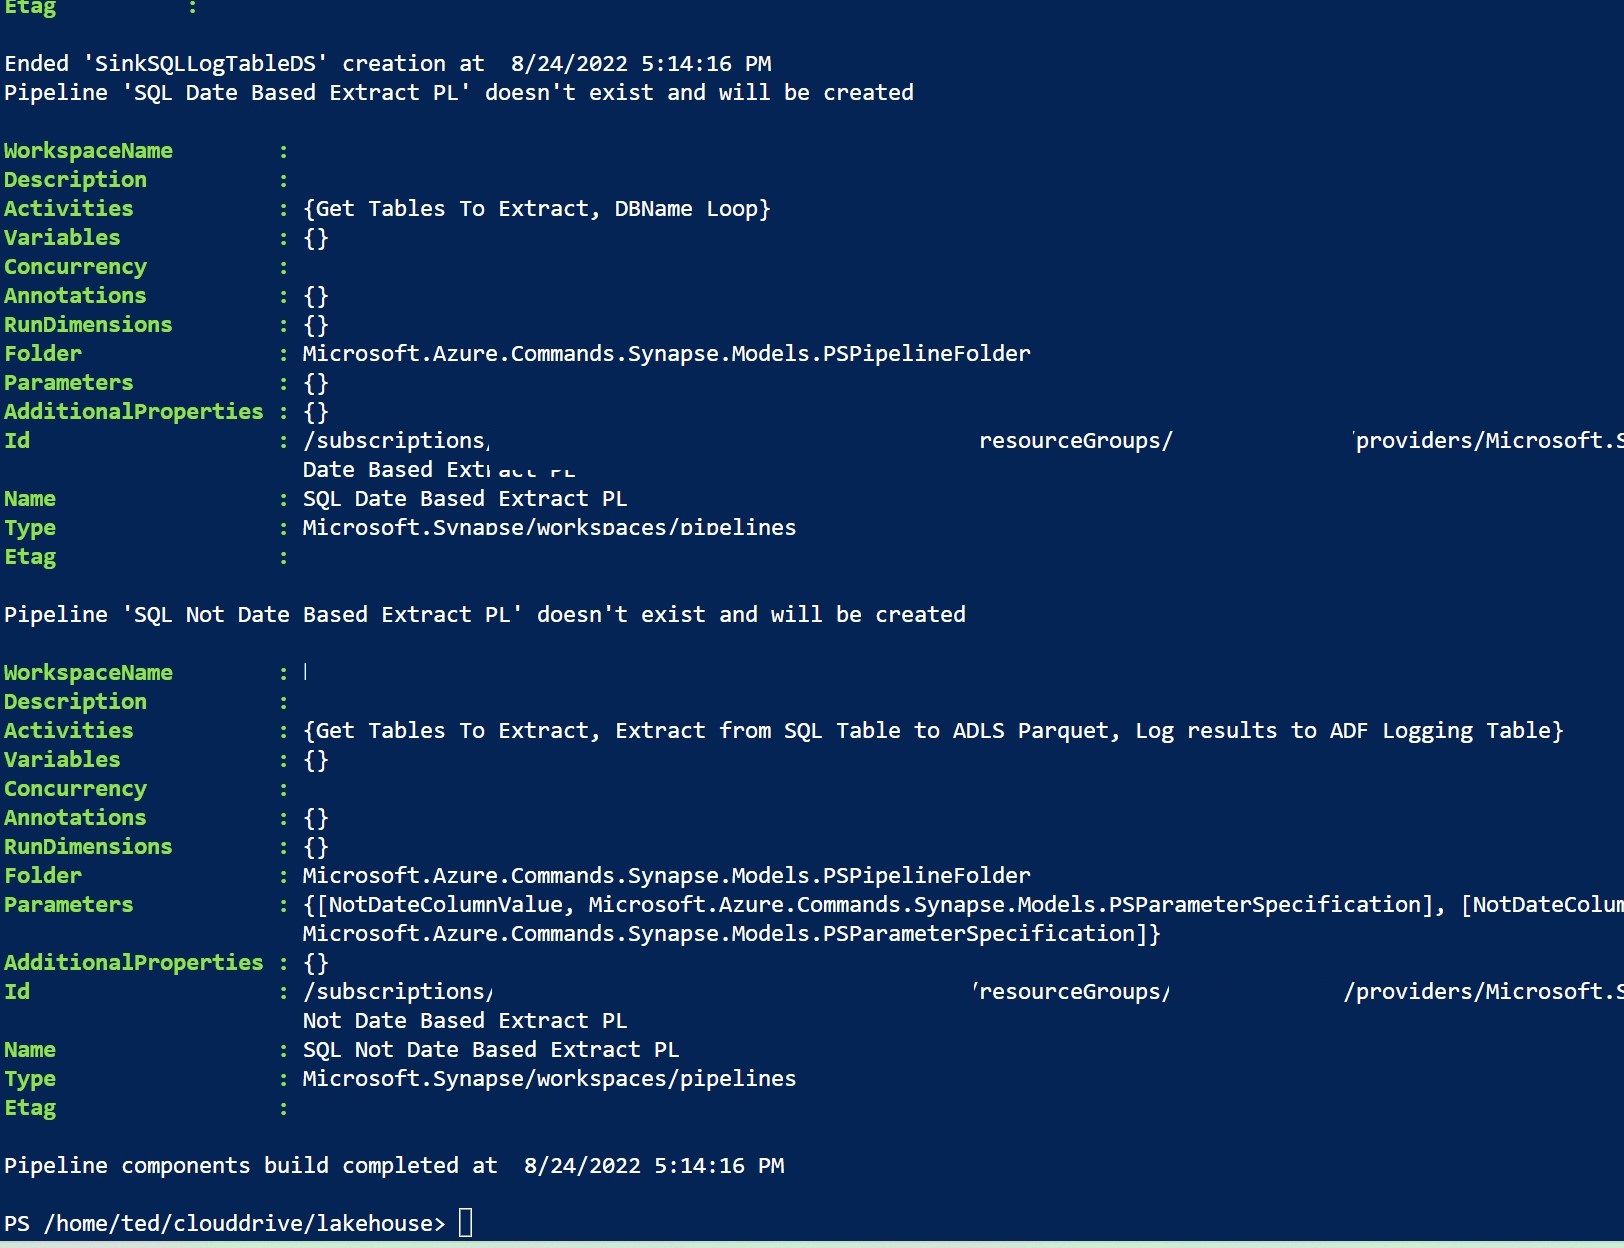 Etag :
Ended 'SinkSQLLogTableDS' creation at  8/24/2022 5:14:16 PM
Pipeline 'SQL Date Based Extract PL' doesn't exist and will be created
WorkspaceName        :
Description          :
Activities           : {Get Tables To Extract, DBName Loop}
Variables            : {}
Concurrency          :
Annotations          : {}
RunDimensions        : {}
Folder               : Microsoft.Azure.Commands.Synapse.Models.PSPipelineFolder
Parameters           : {}
AdditionalProperties : {}
Id                   : /subscriptions/ resourceGroups/ /providers/Microsoft.S
Date Based Extract PL
Name                 : SQL Date Based Extract PL
Type                 : Microsoft.Synapse/workspaces/pipelines
Etag                 :
Pipeline 'SQL Not Date Based Extract PL' doesn't exist and will be created
WorkspaceName        :
Description          :
Activities           : {Get Tables To Extract, Extract from SQL Table to ADLS Parquet, Log results to ADF Logging Table}
Variables            : {}
Concurrency          :
Annotations          : {}
RunDimensions        : {}
Folder               : Microsoft.Azure.Commands.Synapse.Models.PSPipelineFolder
Parameters           : {[NotDateColumnValue, Microsoft.Azure.Commands.Synapse.Models.PSParameterSpecification], [NotDateColum
Microsoft.Azure.Commands.Synapse.Models.PSParameterSpecification]}
AdditionalProperties : {}
Id                   : /subscriptions/ /resourceGroups/ /providers/Microsoft.S
Not Date Based Extract PL
Name                 : SQL Not Date Based Extract PL
Type                 : Microsoft.Synapse/workspaces/pipelines
Etag                 :
Pipeline components build completed at  8/24/2022 5:14:16 PM
PS /home/ted/clouddrive/lakehouse>